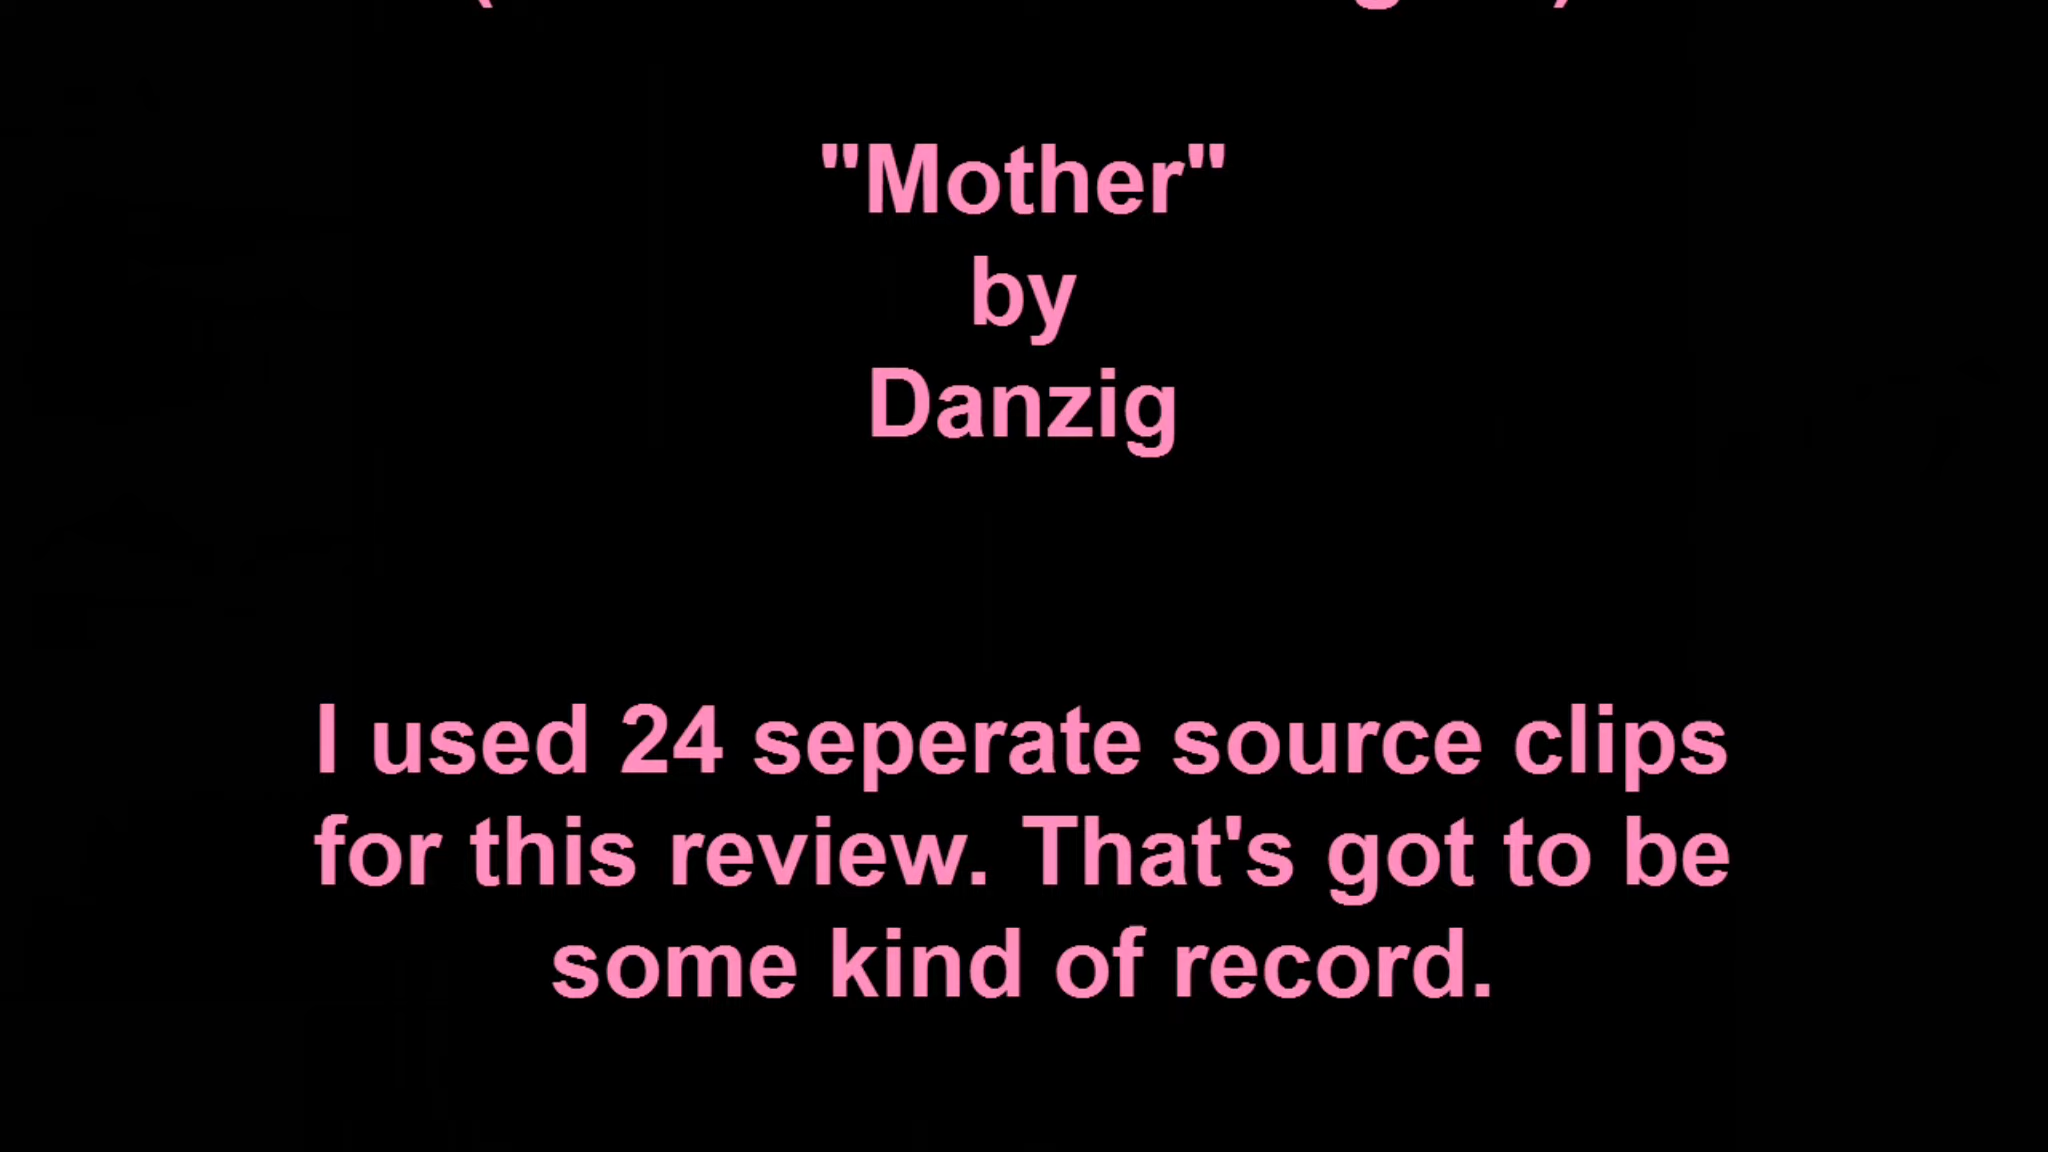 "Mother"
by
Danzig
I used 24 seperate source clips
for this review. That's got to be
some kind of record.